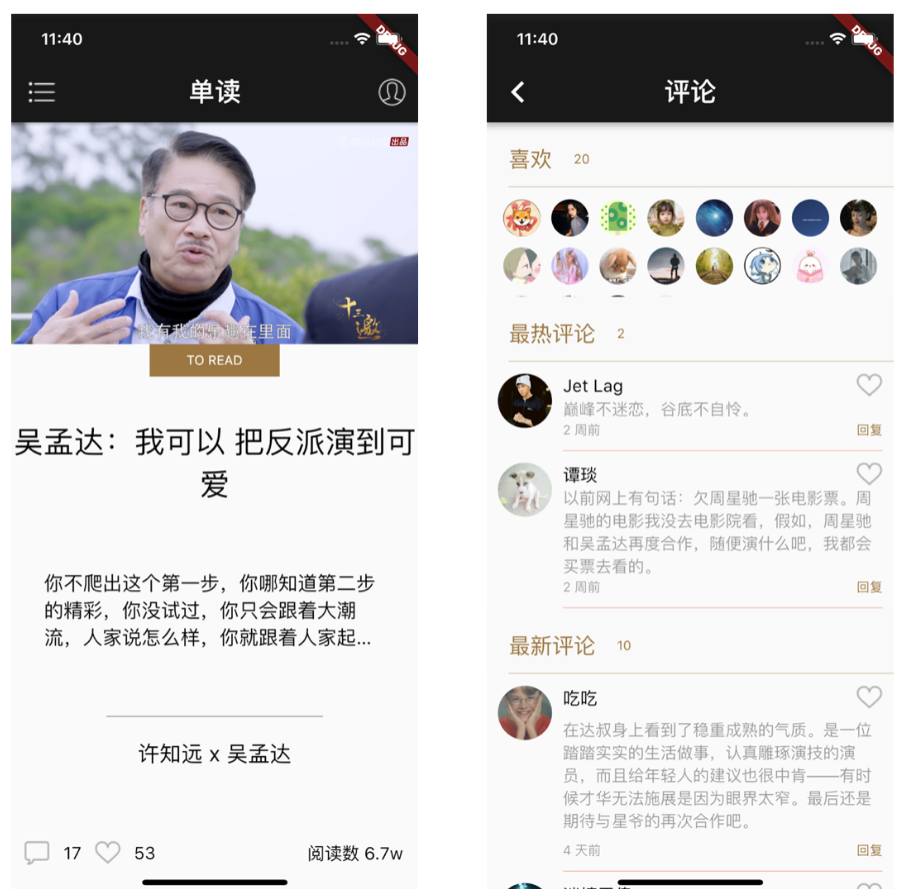 11:40
DEBUG
单读
出品
我有我的乐趣在里面
十三邀
TO READ
吴孟达：我可以 把反派演到可
爱
你不爬出这个第一步，你哪知道第二步
的精彩，你没试过，你只会跟着大潮
流，人家说怎么样，你就跟着人家起...
许知远 x 吴孟达
17 53 阅读数 6.7w
11:40
DEBUG
评论
喜欢 20
最热评论 2
Jet Lag
巅峰不迷恋，谷底不自怜。
2 周前 回复
谭琰
以前网上有句话：欠周星驰一张电影票。周
星驰的电影我没去电影院看，假如，周星驰
和吴孟达再度合作，随便演什么吧，我都会
买票去看的。
2 周前 回复
最新评论 10
吃吃
在达叔身上看到了稳重成熟的气质。是一位
踏踏实实的生活做事，认真雕琢演技的演
员，而且给年轻人的建议也很中肯——有时
候才华无法施展是因为眼界太窄。最后还是
期待与星爷的再次合作吧。
4 天前 回复